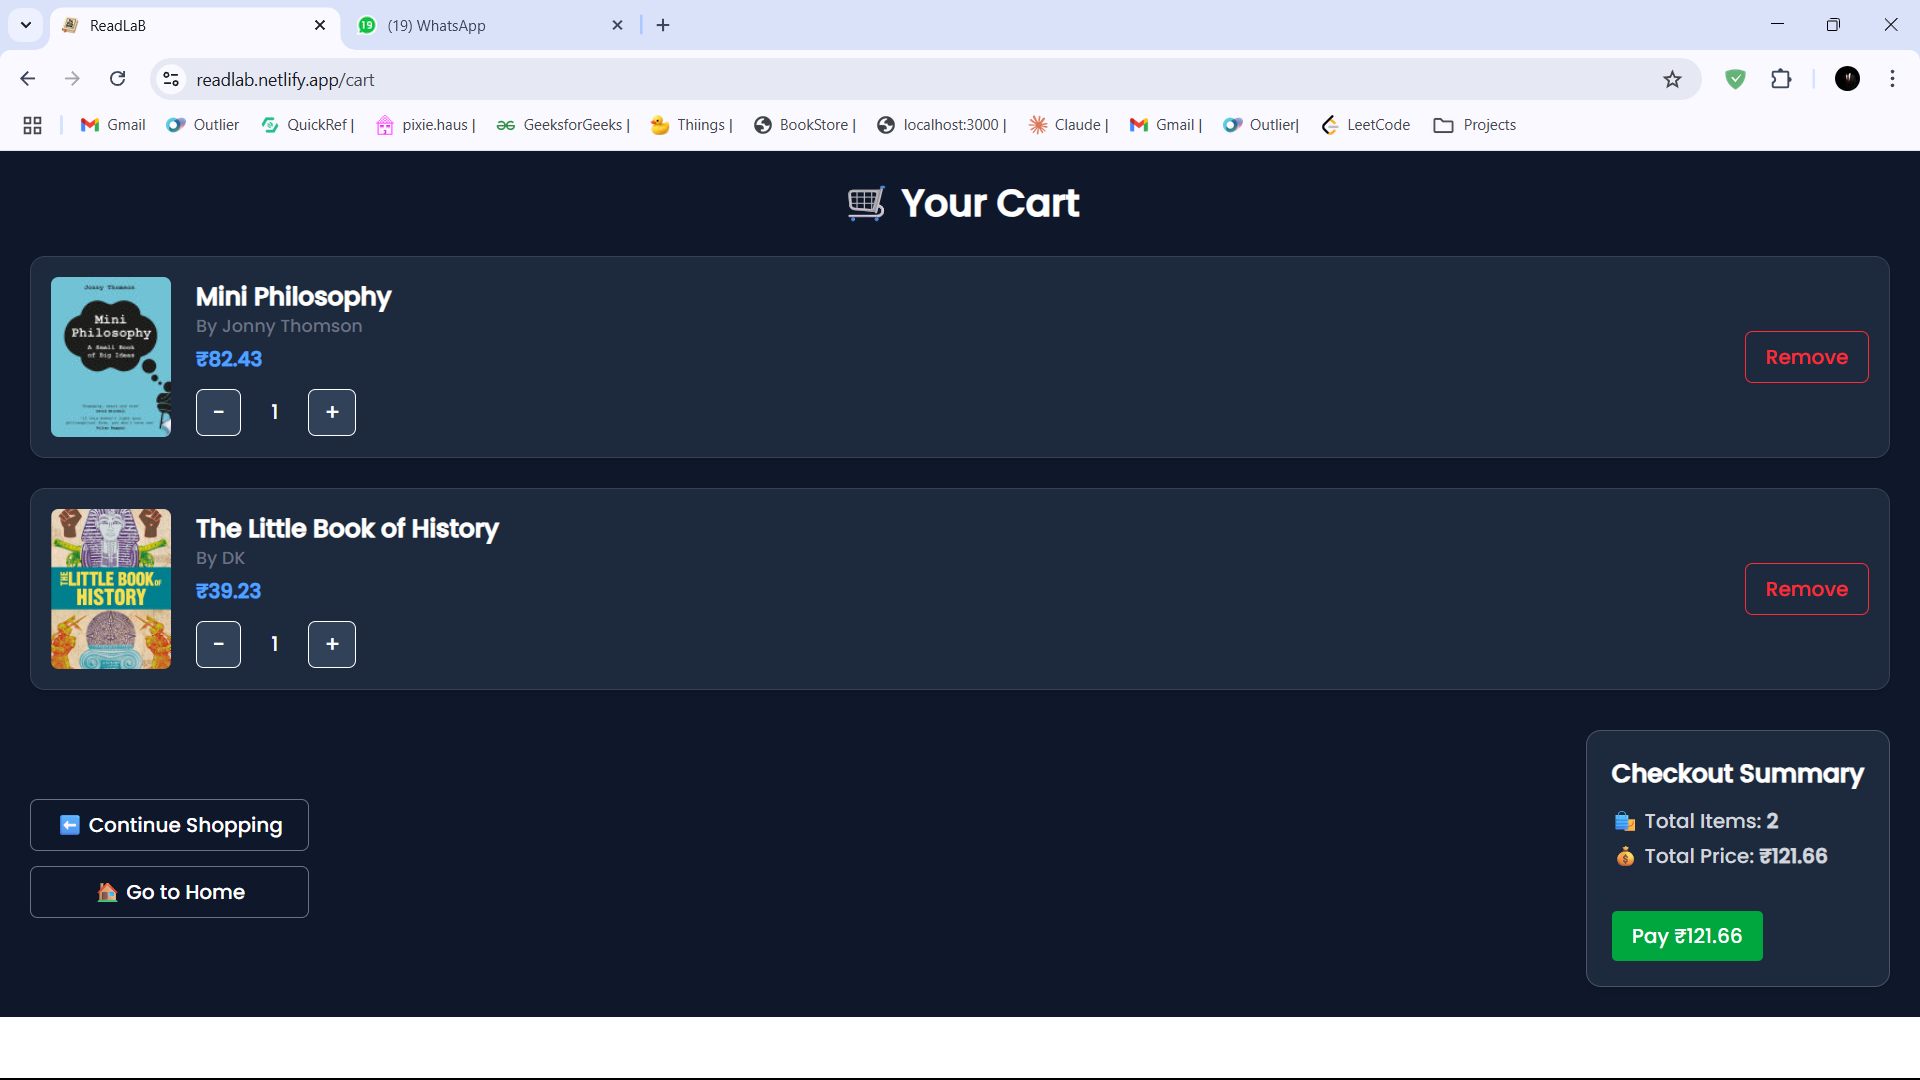 ReadLaB
19
(19) WhatsApp
readlab.netlify.app/cart
Gmail
Outlier
QuickRef |
pixie.haus |
GeeksforGeeks |
Thiings |
BookStore |
localhost:3000 |
Claude |
Gmail |
Outlier|
LeetCode
Projects
Your Cart
Jonny Thomson
Mini
Philosophy
A Small Book
of Big Ideas
Mini Philosophy
By Jonny Thomson
₹82.43
− 1 +
Remove
THE LITTLE BOOK OF
HISTORY
The Little Book of History
By DK
₹39.23
− 1 +
Remove
Continue Shopping
Go to Home
Checkout Summary
Total Items: 2
Total Price: ₹121.66
Pay ₹121.66